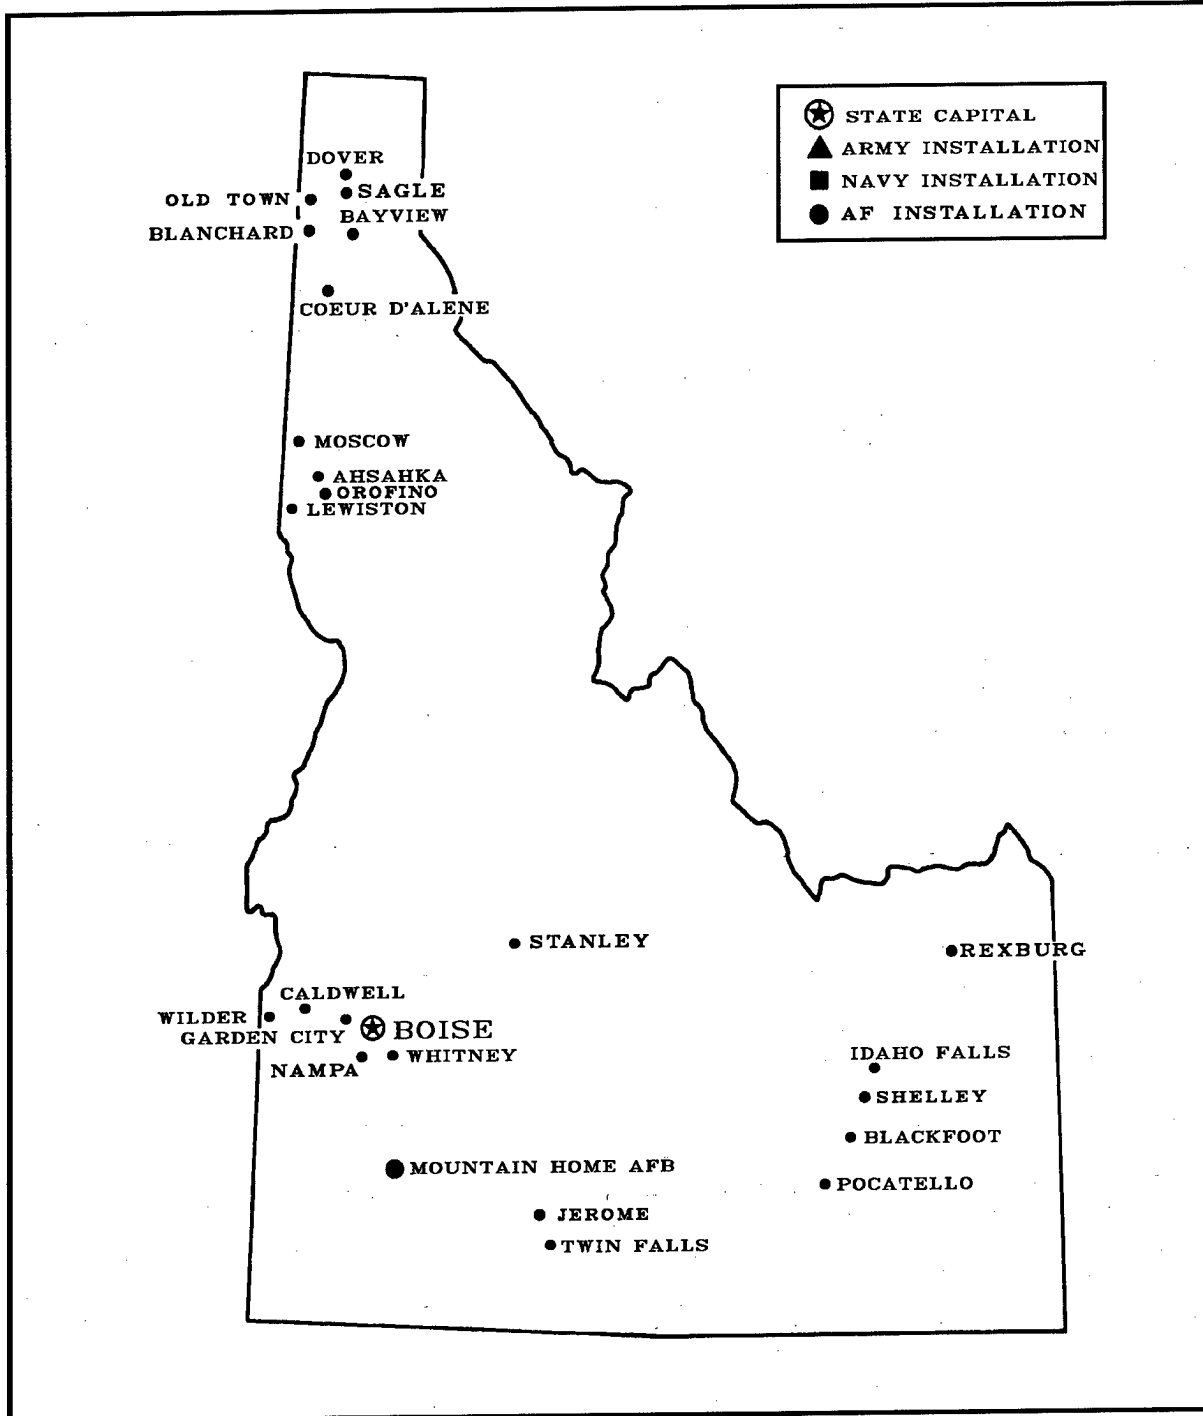 STATE CAPITAL
ARMY INSTALLATION
NAVY INSTALLATION
AF INSTALLATION
DOVER
SAGLE
OLD TOWN
BAYVIEW
BLANCHARD
COEUR D'ALENE
MOSCOW
AHSAHKA
OROFINO
LEWISTON
STANLEY
REXBURG
CALDWELL
WILDER
GARDEN CITY
BOISE
WHITNEY
NAMPA
IDAHO FALLS
SHELLEY
BLACKFOOT
MOUNTAIN HOME AFB
POCATELLO
JEROME
TWIN FALLS